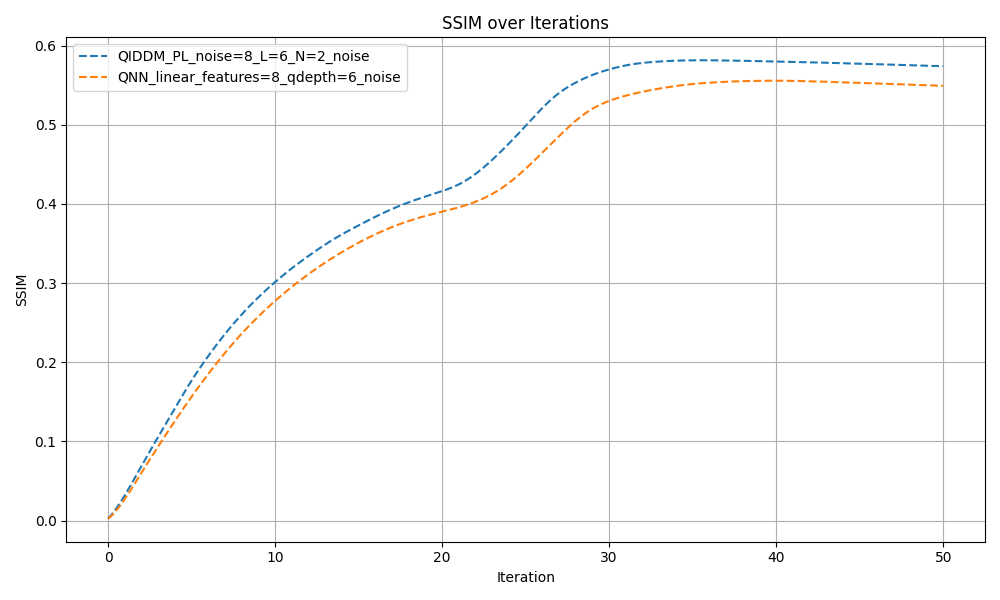 SSIM over Iterations
QIDDM_PL_noise=8_L=6_N=2_noise
QNN_linear_features=8_qdepth=6_noise
SSIM
0.6
0.5
0.4
0.3
0.2
0.1
0.0
0 10 20 30 40 50
Iteration